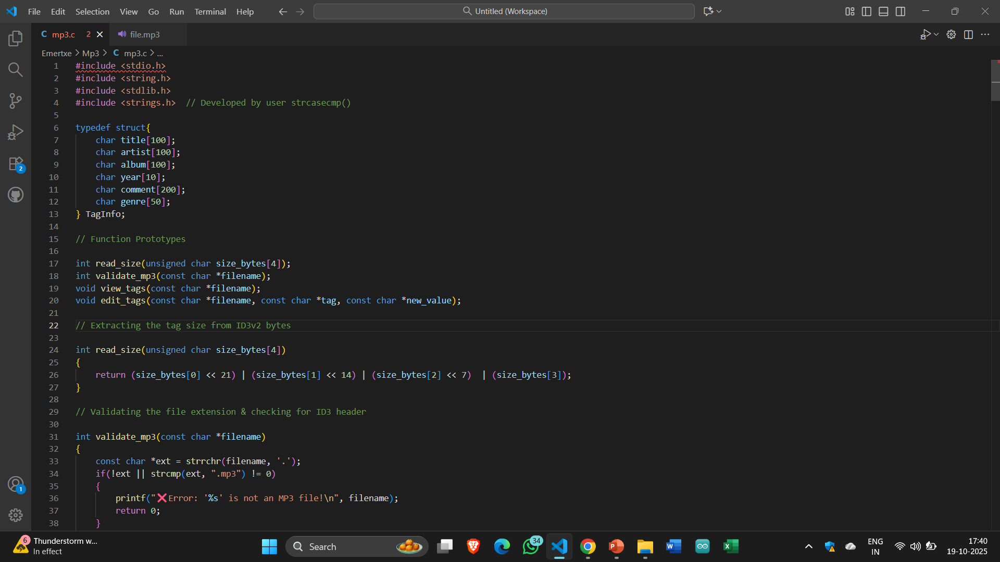 File Edit Selection View Go Run Terminal Help
Untitled (Workspace)
mp3.c 2
file.mp3
Emertxe > Mp3 > C mp3.c > ...
1 #include <stdio.h>
2 #include <string.h>
3 #include <stdlib.h>
4 #include <strings.h>  // Developed by user strcasecmp()
5
6 typedef struct{
7     char title[100];
8     char artist[100];
9     char album[100];
10     char year[10];
11     char comment[200];
12     char genre[50];
13 } TagInfo;
14
15 // Function Prototypes
16
17 int read_size(unsigned char size_bytes[4]);
18 int validate_mp3(const char *filename);
19 void view_tags(const char *filename);
20 void edit_tags(const char *filename, const char *tag, const char *new_value);
21
22 // Extracting the tag size from ID3v2 bytes
23
24 int read_size(unsigned char size_bytes[4])
25 {
26     return (size_bytes[0] << 21) | (size_bytes[1] << 14) | (size_bytes[2] << 7)  | (size_bytes[3]);
27 }
28
29 // Validating the file extension & checking for ID3 header
30
31 int validate_mp3(const char *filename)
32 {
33     const char *ext = strrchr(filename, '.');
34     if(!ext || strcmp(ext, ".mp3") != 0)
35     {
36         printf("❌Error: '%s' is not an MP3 file!\n", filename);
37         return 0;
38     }
2
1
6
Thunderstorm w...
In effect
Search
34
ENG
IN
17:40
19-10-2025